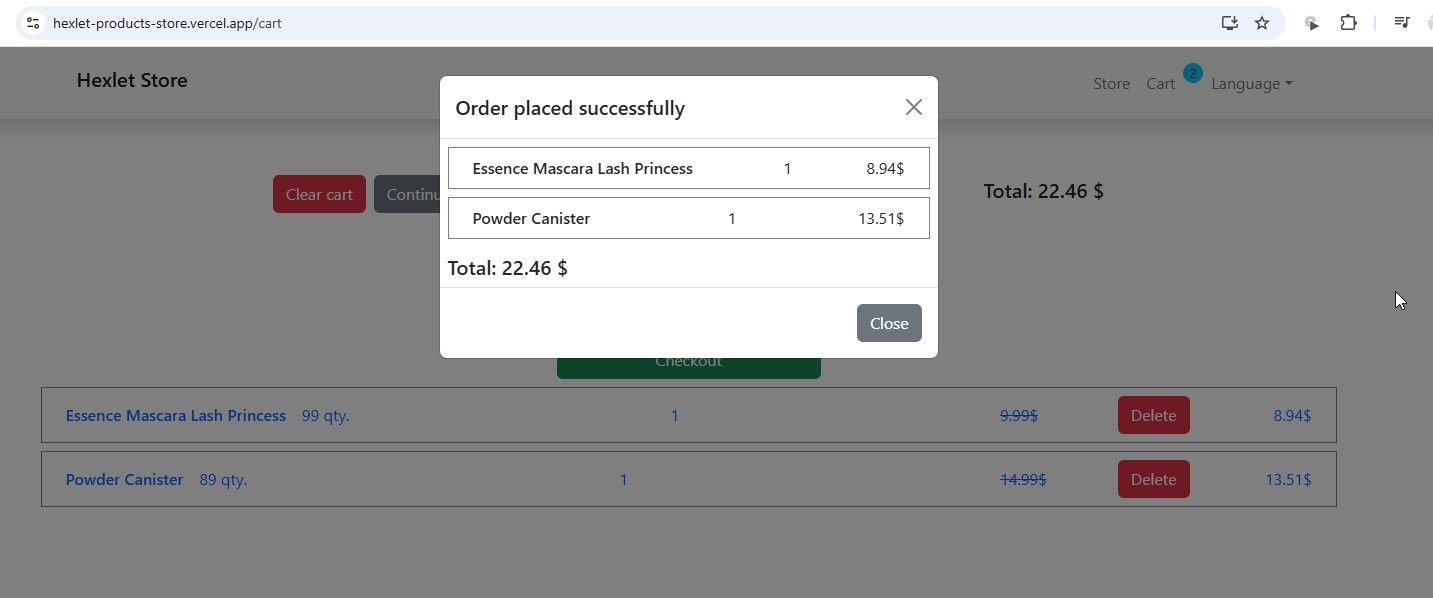 hexlet-products-store.vercel.app/cart
Hexlet Store
Store Cart 2 Language
Order placed successfully
Essence Mascara Lash Princess 1 8.94$
Powder Canister 1 13.51$
Total: 22.46 $
Close
Clear cart
Total: 22.46 $
Checkout
Essence Mascara Lash Princess 99 qty. 1 9.99$ Delete 8.94$
Powder Canister 89 qty. 1 14.99$ Delete 13.51$